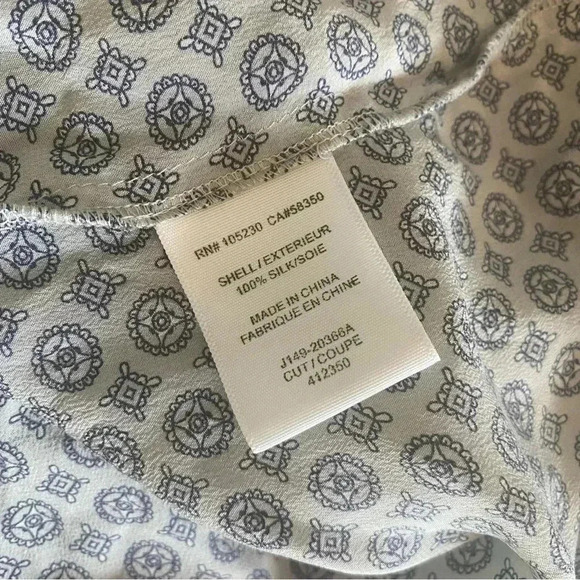 RN# 105230 CA#58350
SHELL/EXTERIEUR
100% SILK/SOIE
MADE IN CHINA
FABRIQUE EN CHINE
J149-20366A
CUT/COUPE
412350